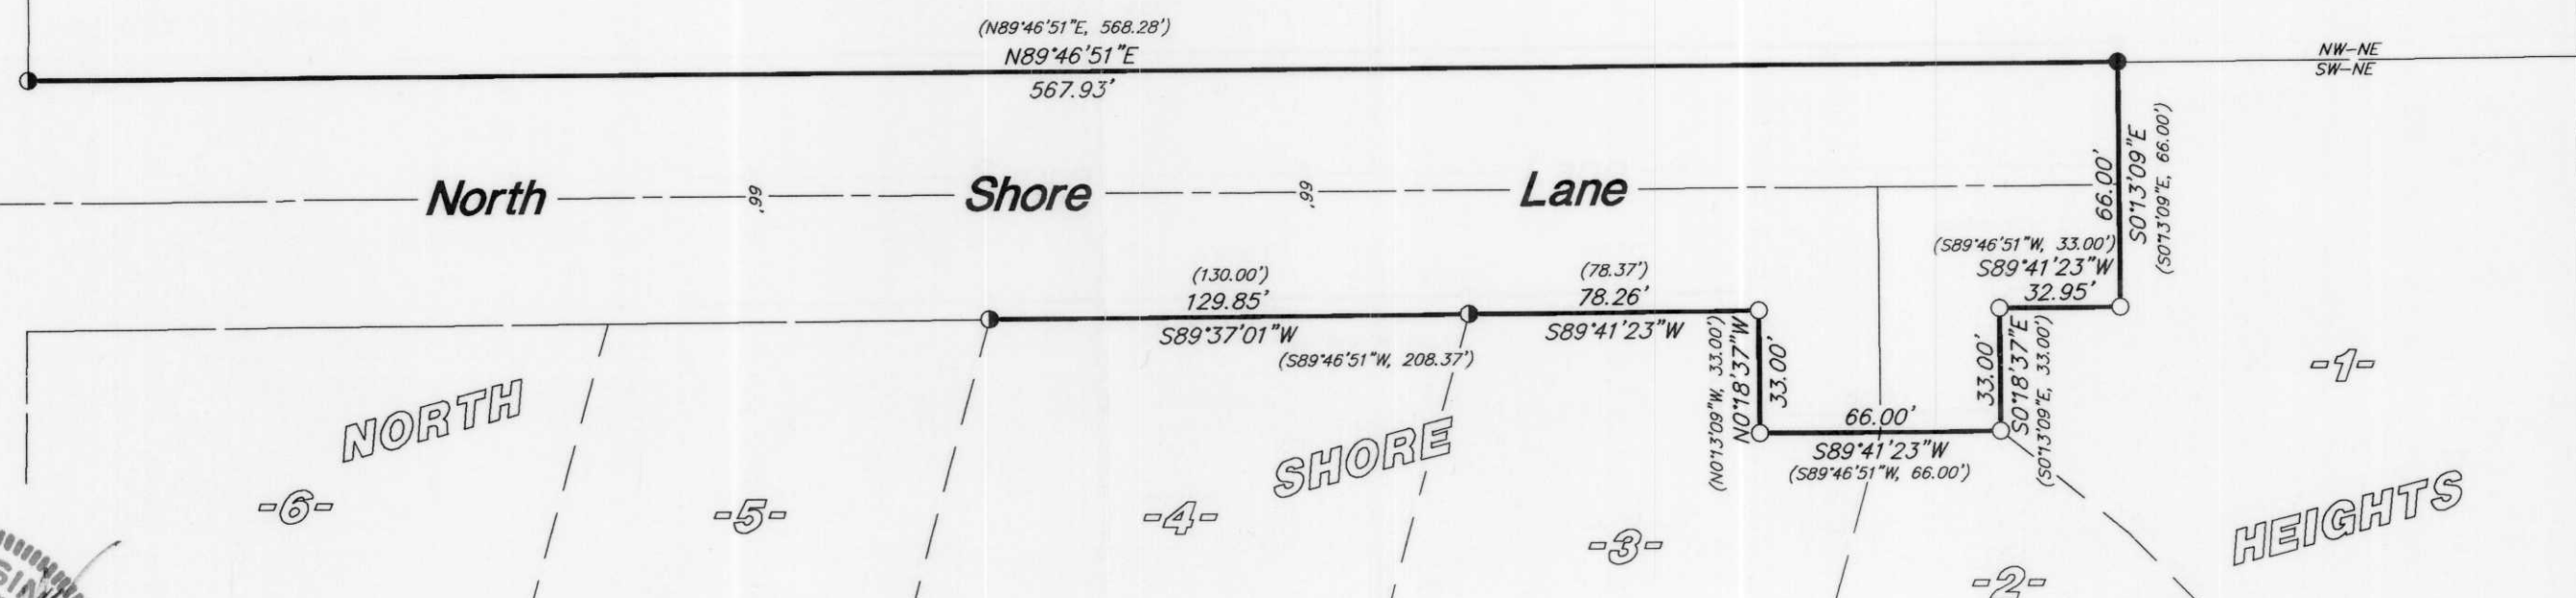 (N89°46'51"E, 568.28')
N89°46'51"E
567.93'
NW-NE
SW-NE
66.00'
S0°13'09"E
(S0°13'09"E, 66.00')
North Shore Lane
66'
66'
(S89°46'51"W, 33.00')
S89°41'23"W
32.95'
(130.00')
129.85'
S89°37'01"W
(78.37')
78.26'
S89°41'23"W
(S89°46'51"W, 208.37')
(N0°13'09"W, 33.00')
N0°18'37"W
33.00'
33.00'
S0°18'37"E
(S0°13'09"E, 33.00')
66.00'
S89°41'23"W
(S89°46'51"W, 66.00')
NORTH SHORE HEIGHTS
-6-
-5-
-4-
-3-
-2-
-1-